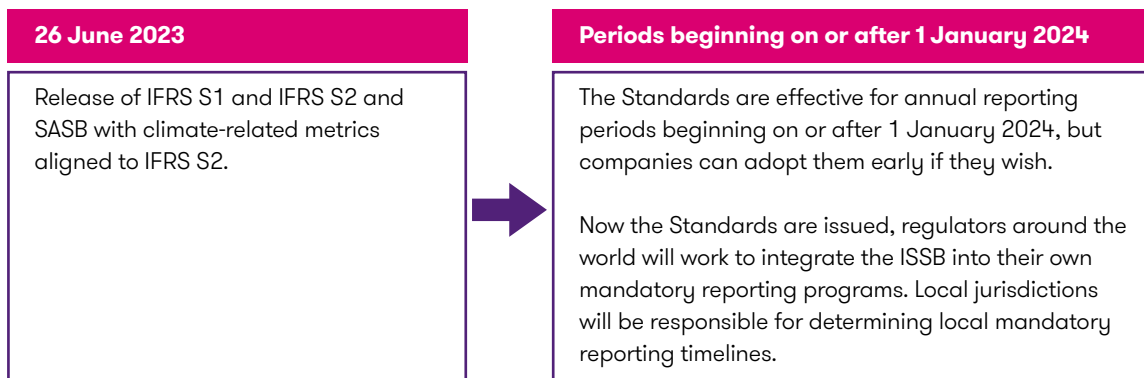 26 June 2023
Release of IFRS S1 and IFRS S2 and
SASB with climate-related metrics
aligned to IFRS S2.
Periods beginning on or after 1 January 2024
The Standards are effective for annual reporting
periods beginning on or after 1 January 2024, but
companies can adopt them early if they wish.
Now the Standards are issued, regulators around the
world will work to integrate the ISSB into their own
mandatory reporting programs. Local jurisdictions
will be responsible for determining local mandatory
reporting timelines.